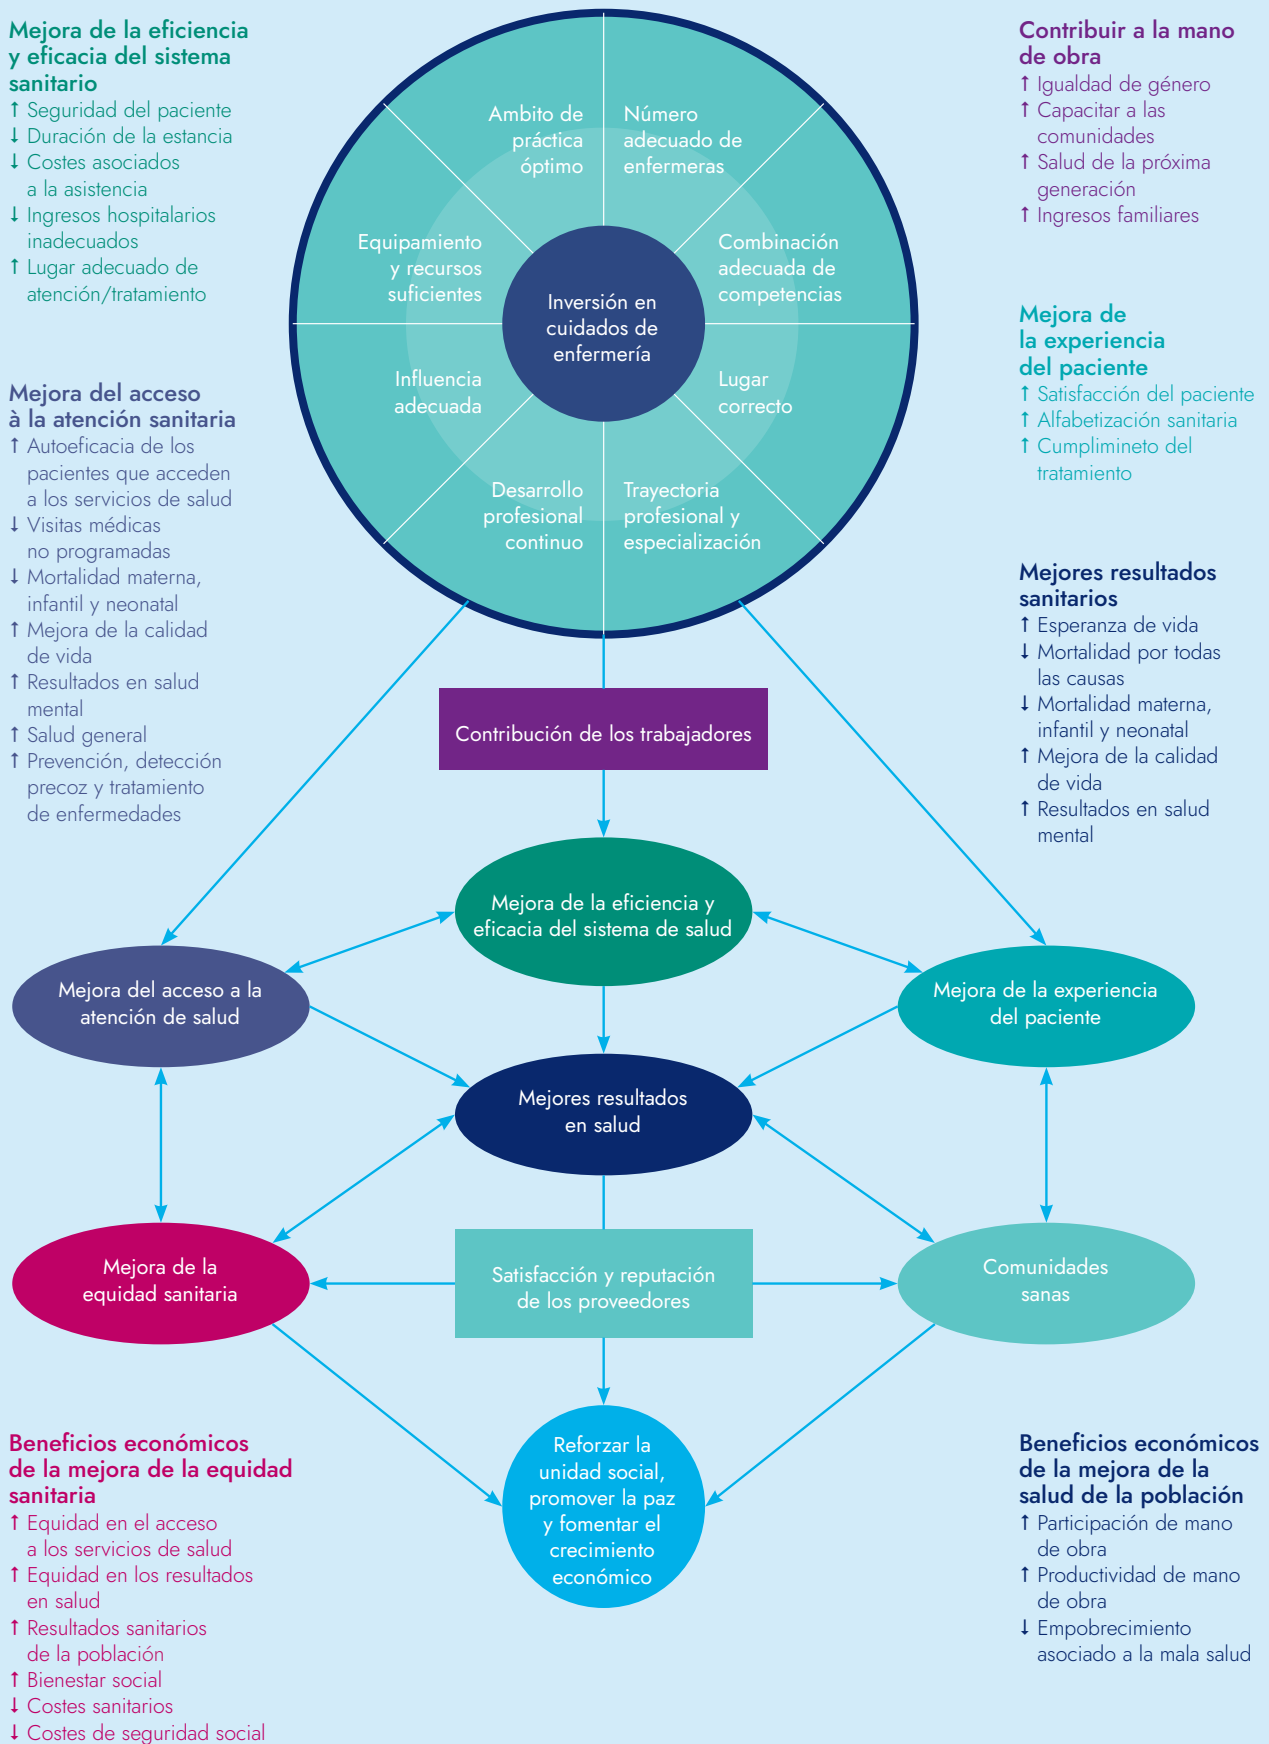 Mejora de la eficiencia
y eficacia del sistema
sanitario
↑ Seguridad del paciente
↓ Duración de la estancia
↓ Costes asociados
a la asistencia
↓ Ingresos hospitalarios
inadecuados
↑ Lugar adecuado de
atención/tratamiento
Mejora del acceso
à la atención sanitaria
↑ Autoeficacia de los
pacientes que acceden
a los servicios de salud
↓ Visitas médicas
no programadas
↓ Mortalidad materna,
infantil y neonatal
↑ Mejora de la calidad
de vida
↑ Resultados en salud
mental
↑ Salud general
↑ Prevención, detección
precoz y tratamiento
de enfermedades
Ambito de
práctica
óptimo
Número
adecuado de
enfermeras
Equipamiento
y recursos
suficientes
Combinación
adecuada de
competencias
Inversión en
cuidados de
enfermería
Influencia
adecuada
Lugar
correcto
Desarrollo
profesional
continuo
Trayectoria
profesional y
especialización
Contribuir a la mano
de obra
↑ Igualdad de género
↑ Capacitar a las
comunidades
↑ Salud de la próxima
generación
↑ Ingresos familiares
Mejora de
la experiencia
del paciente
↑ Satisfacción del paciente
↑ Alfabetización sanitaria
↑ Cumplimineto del
tratamiento
Mejores resultados
sanitarios
↑ Esperanza de vida
↓ Mortalidad por todas
las causas
↓ Mortalidad materna,
infantil y neonatal
↑ Mejora de la calidad
de vida
↑ Resultados en salud
mental
Contribución de los trabajadores
Mejora de la eficiencia y
eficacia del sistema de salud
Mejora del acceso a la
atención de salud
Mejora de la experiencia
del paciente
Mejores resultados
en salud
Mejora de la
equidad sanitaria
Satisfacción y reputación
de los proveedores
Comunidades
sanas
Reforzar la
unidad social,
promover la paz
y fomentar el
crecimiento
económico
Beneficios económicos
de la mejora de la equidad
sanitaria
↑ Equidad en el acceso
a los servicios de salud
↑ Equidad en los resultados
en salud
↑ Resultados sanitarios
de la población
↑ Bienestar social
↓ Costes sanitarios
↓ Costes de seguridad social
Beneficios económicos
de la mejora de la
salud de la población
↑ Participación de mano
de obra
↑ Productividad de mano
de obra
↓ Empobrecimiento
asociado a la mala salud